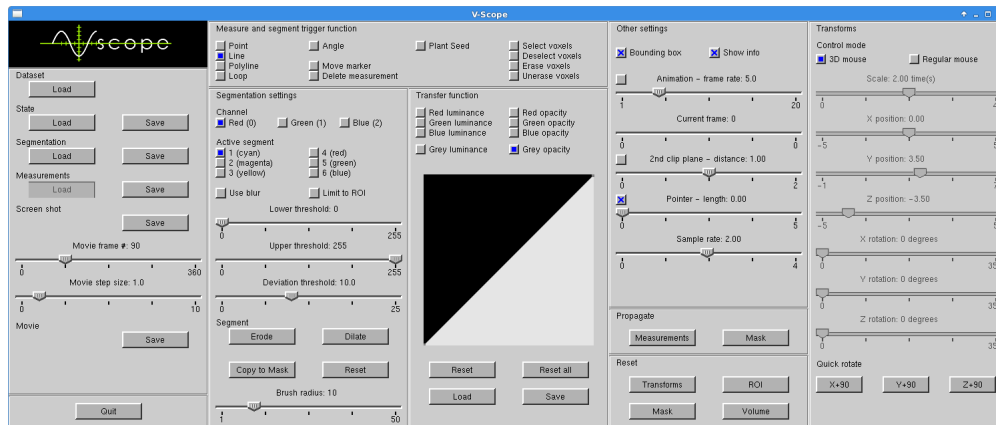 V-Scope
V-scope
Dataset
Load
State
Load Save
Segmentation
Load Save
Measurements
Load Save
Screen shot
Save
Movie frame #: 90
0 360
Movie step size: 1.0
0 10
Movie
Save
Quit
Measure and segment trigger function
Point Angle Plant Seed Select voxels
Line Deselect voxels
Polyline Move marker Erase voxels
Loop Delete measurement Unerase voxels
Segmentation settings
Channel
Red (0) Green (1) Blue (2)
Active segment
1 (cyan) 4 (red)
2 (magenta) 5 (green)
3 (yellow) 6 (blue)
Use blur Limit to ROI
Lower threshold: 0
0 255
Upper threshold: 255
0 255
Deviation threshold: 10.0
0 25
Segment
Erode Dilate
Copy to Mask Reset
Brush radius: 10
1 50
Transfer function
Red luminance Red opacity
Green luminance Green opacity
Blue luminance Blue opacity
Grey luminance Grey opacity
Reset Reset all
Load Save
Other settings
Bounding box Show info
Animation - frame rate: 5.0
1 20
Current frame: 0
0 0
2nd clip plane - distance: 1.00
0 2
Pointer - length: 0.00
0 5
Sample rate: 2.00
0 4
Propagate
Measurements Mask
Reset
Transforms ROI
Mask Volume
Transforms
Control mode
3D mouse Regular mouse
Scale: 2.00 time(s)
0 4
X position: 0.00
-5 5
Y position: 3.50
-1
Z position: -3.50
-5 5
X rotation: 0 degrees
0 35
Y rotation: 0 degrees
0 35
Z rotation: 0 degrees
0 35
Quick rotate
X+90 Y+90 Z+90